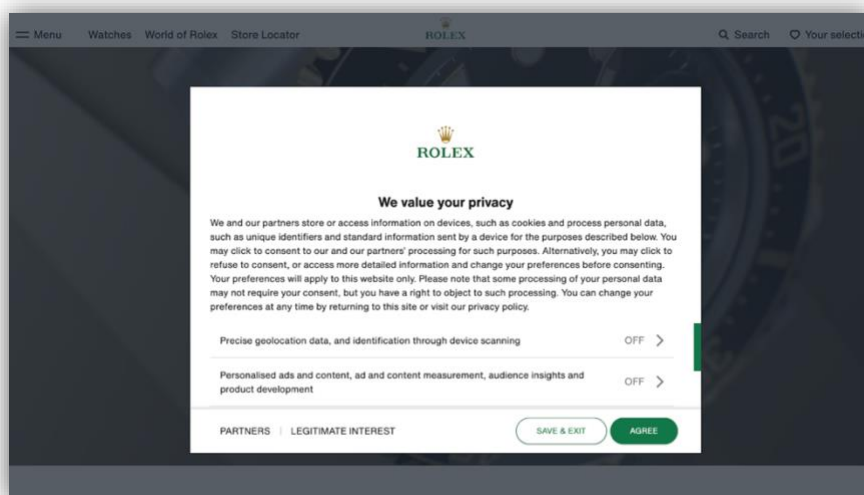 Menu Watches World of Rolex Store Locator ROLEX Search Your selecti
20
ROLEX
We value your privacy
We and our partners store or access information on devices, such as cookies and process personal data,
such as unique identifiers and standard information sent by a device for the purposes described below. You
may click to consent to our and our partners' processing for such purposes. Alternatively, you may click to
refuse to consent, or access more detailed information and change your preferences before consenting.
Your preferences will apply to this website only. Please note that some processing of your personal data
may not require your consent, but you have a right to object to such processing. You can change your
preferences at any time by returning to this site or visit our privacy policy.
Precise geolocation data, and identification through device scanning OFF
Personalised ads and content, ad and content measurement, audience insights and
product development OFF
PARTNERS | LEGITIMATE INTEREST SAVE & EXIT AGREE